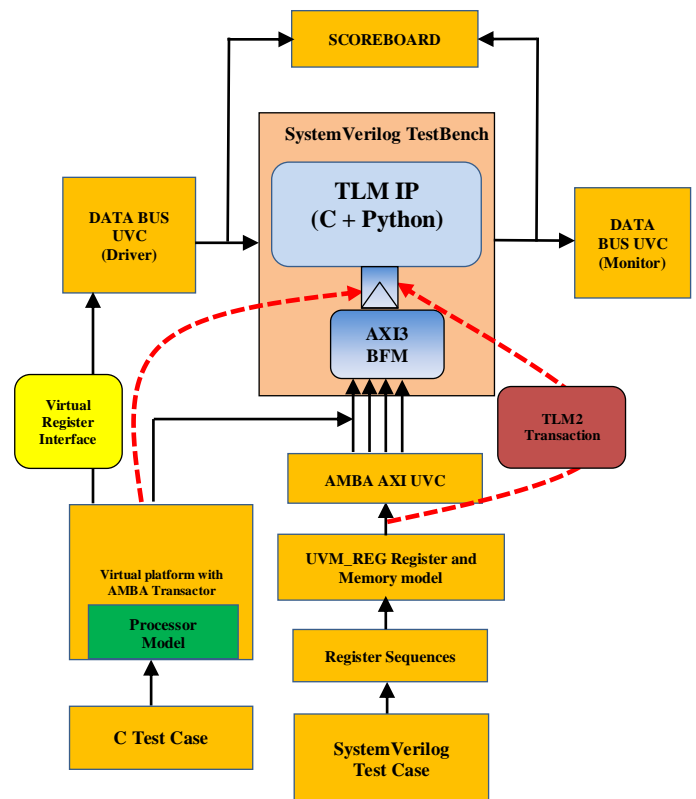 SCOREBOARD
SystemVerilog TestBench
TLM IP
(C + Python)
DATA BUS
UVC
(Driver)
DATA
BUS UVC
(Monitor)
AXI3
BFM
Virtual
Register
Interface
TLM2
Transaction
AMBA AXI UVC
UVM_REG Register and
Memory model
Virtual platform with
AMBA Transactor
Processor
Model
Register Sequences
C Test Case
SystemVerilog
Test Case